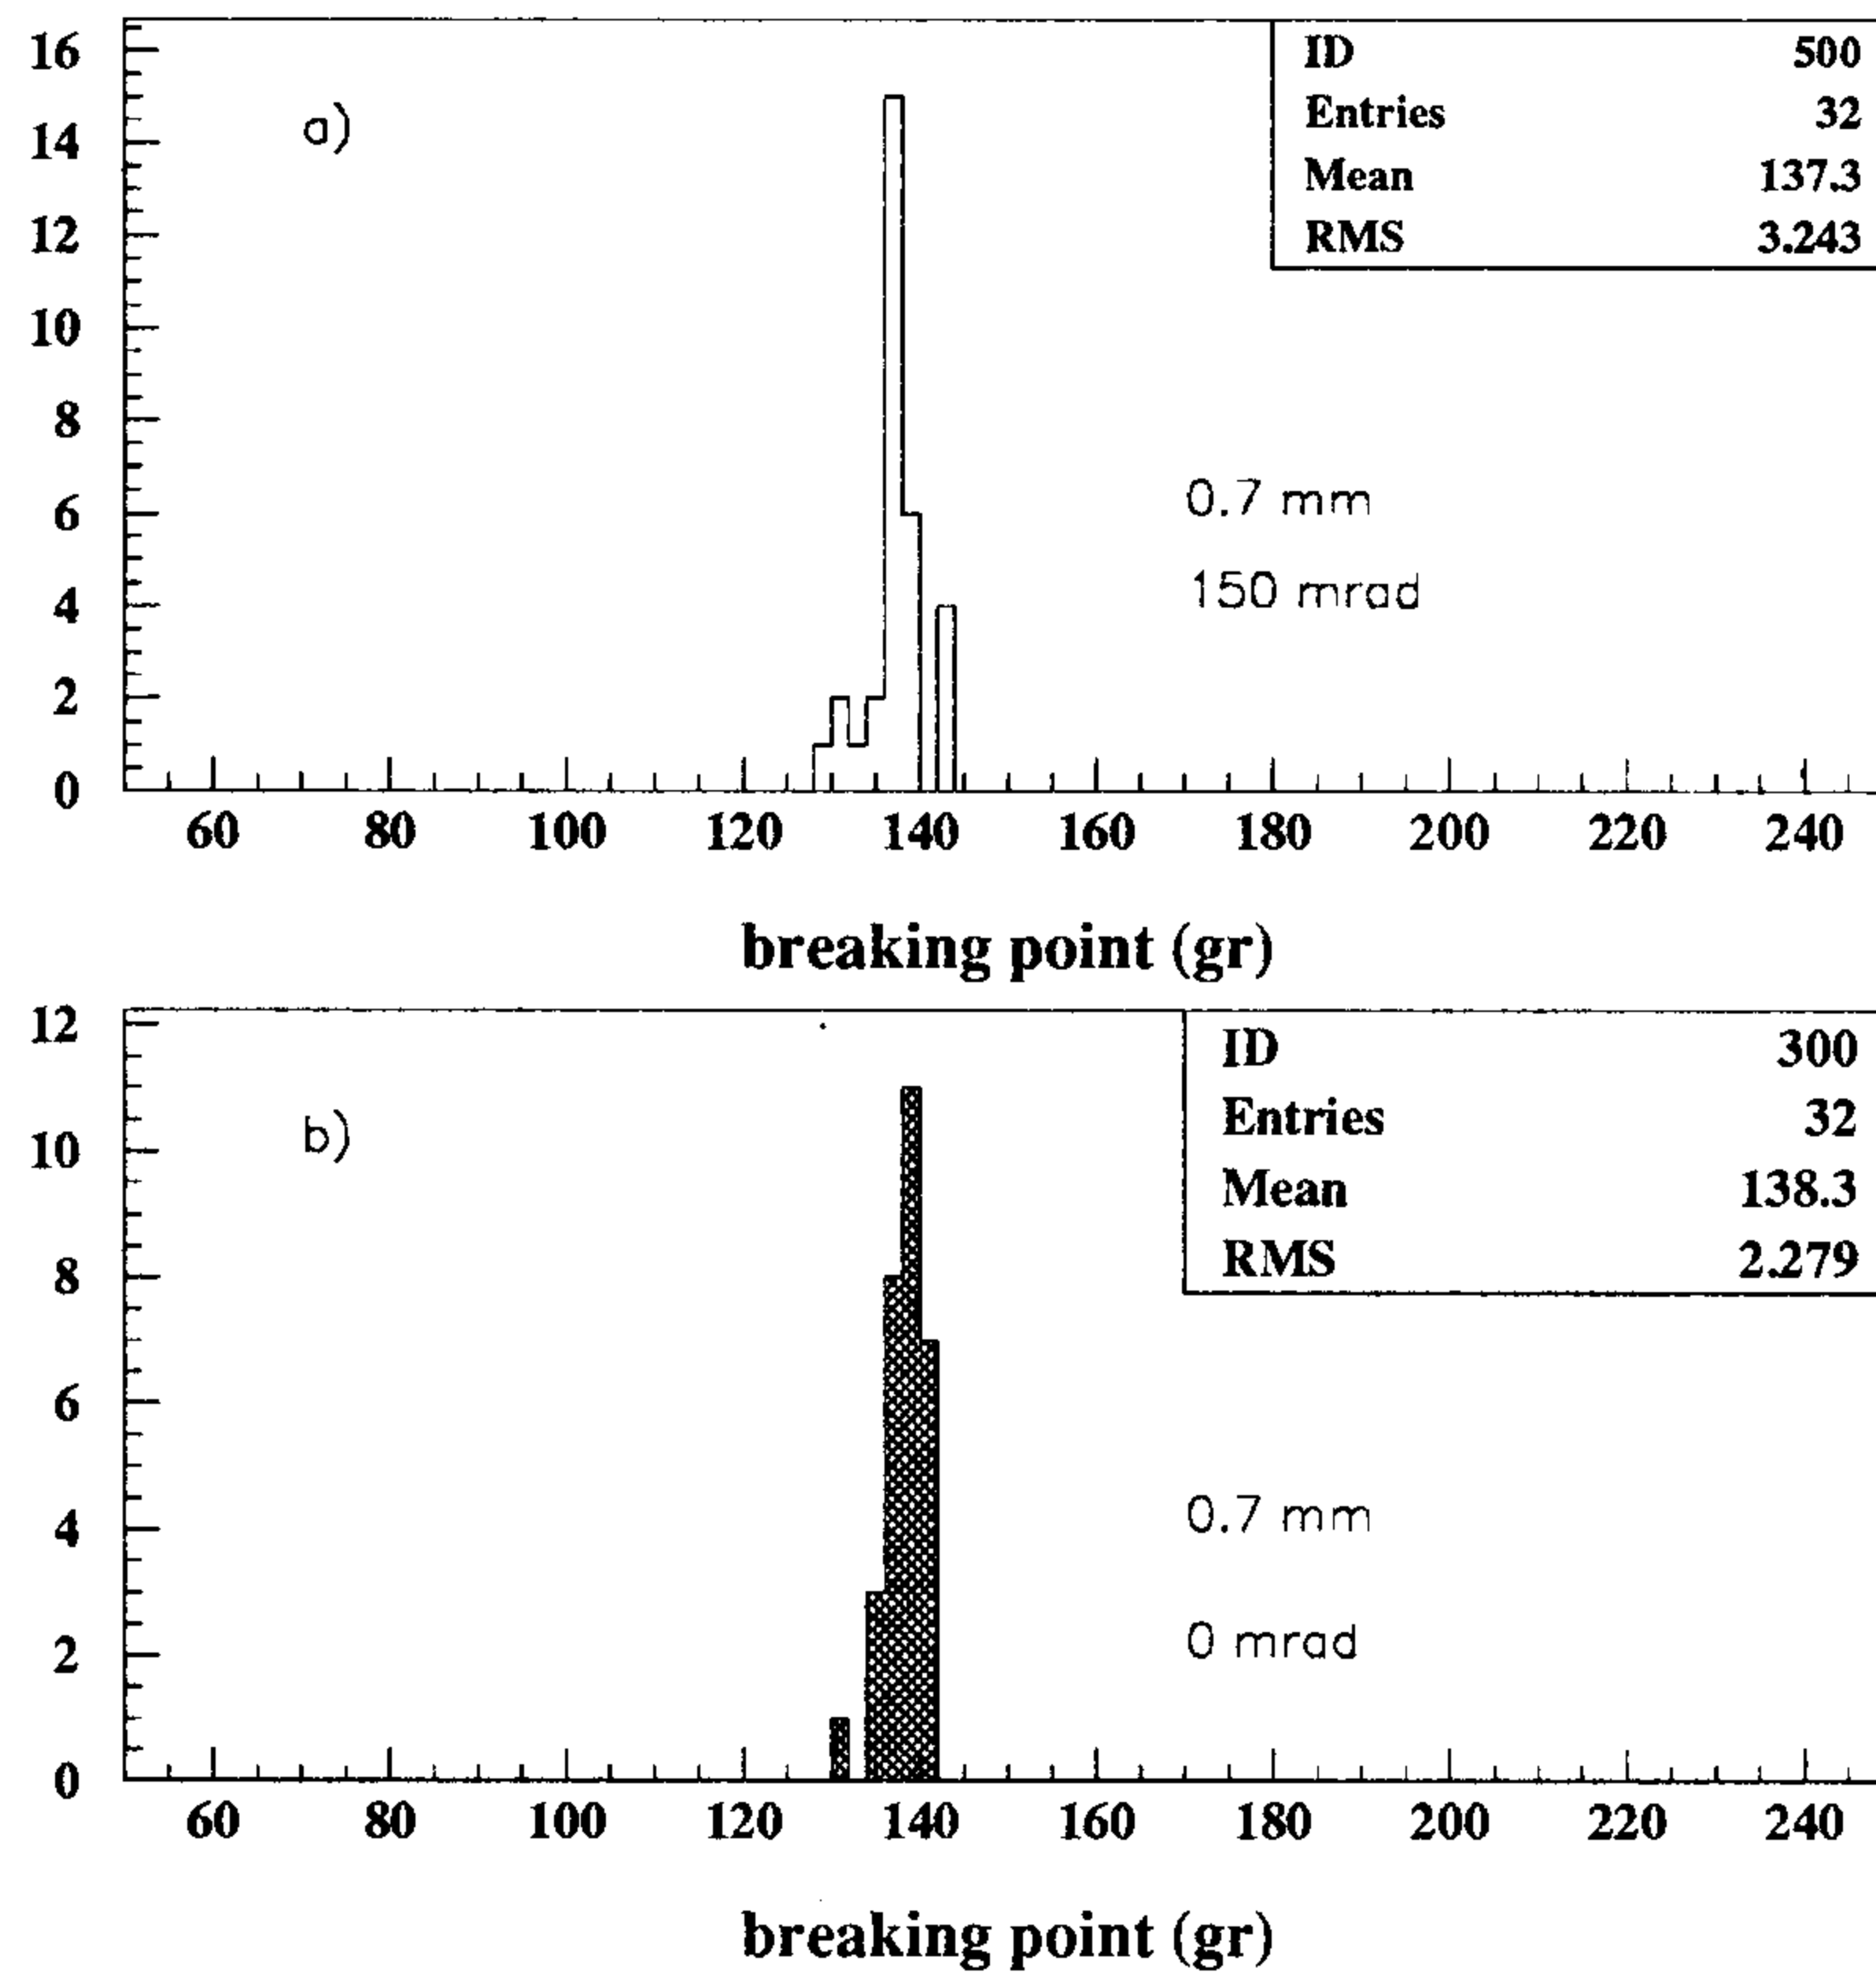 16
14
12
10
8
6
4
2
0
a)
ID 500
Entries 32
Mean 137.3
RMS 3.243
0.7 mm
150 mrad
60 80 100 120 140 160 180 200 220 240
breaking point (gr)
12
10
8
6
4
2
0
b)
ID 300
Entries 32
Mean 138.3
RMS 2.279
0.7 mm
0 mrad
60 80 100 120 140 160 180 200 220 240
breaking point (gr)